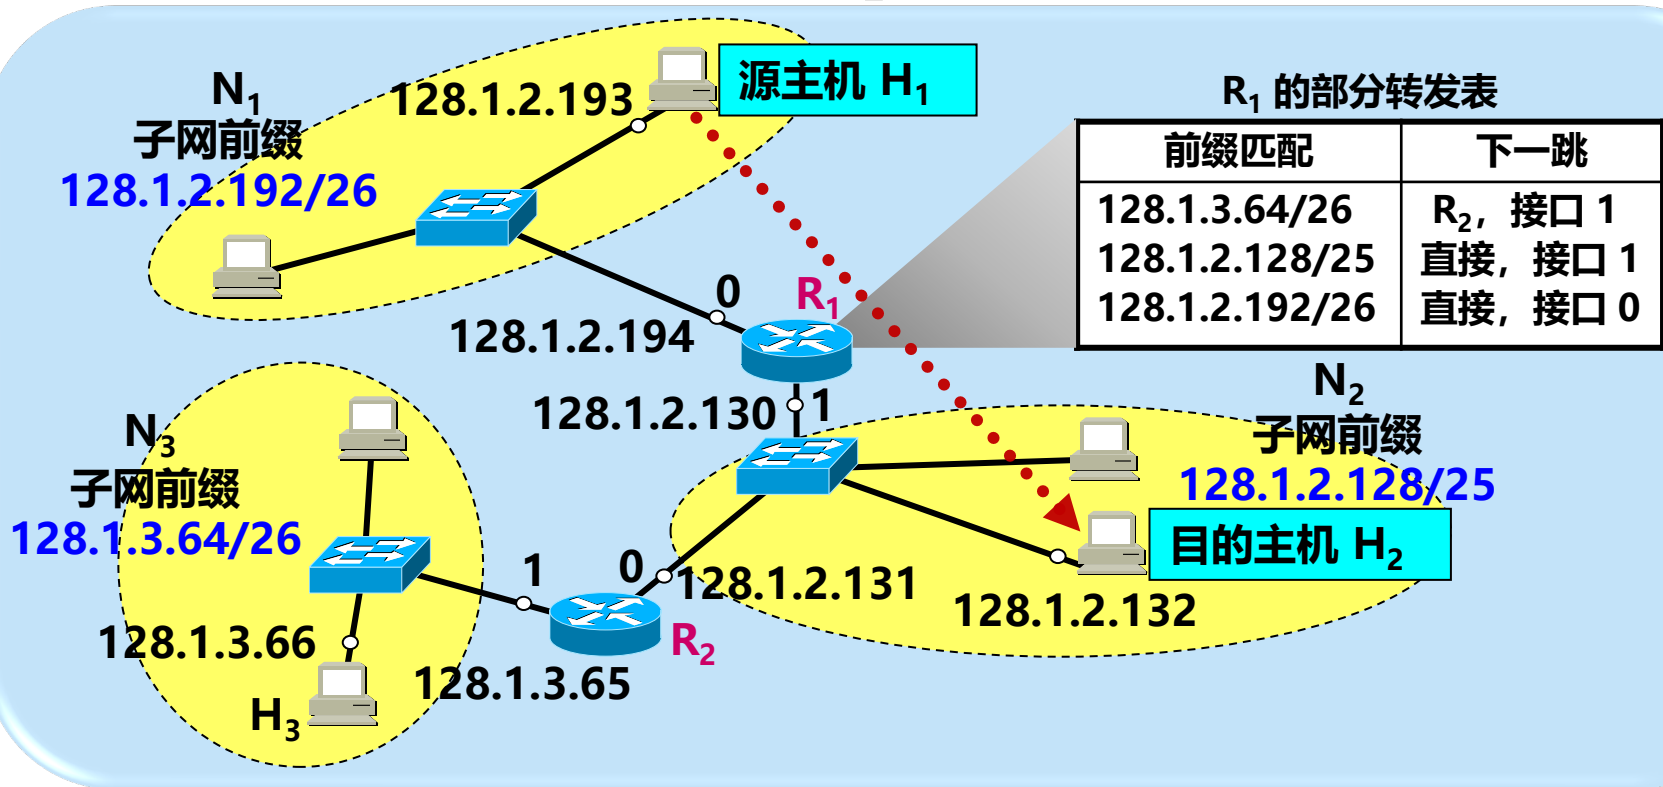 N₁
子网前缀
128.1.2.192/26
128.1.2.193
源主机 H₁
R₁ 的部分转发表
前缀匹配 下一跳
128.1.3.64/26 R₂，接口 1
128.1.2.128/25 直接，接口 1
128.1.2.192/26 直接，接口 0
0
R₁
128.1.2.194
128.1.2.130
1
N₂
子网前缀
128.1.2.128/25
目的主机 H₂
128.1.2.132
N₃
子网前缀
128.1.3.64/26
1
0
128.1.2.131
R₂
128.1.3.66
128.1.3.65
H₃